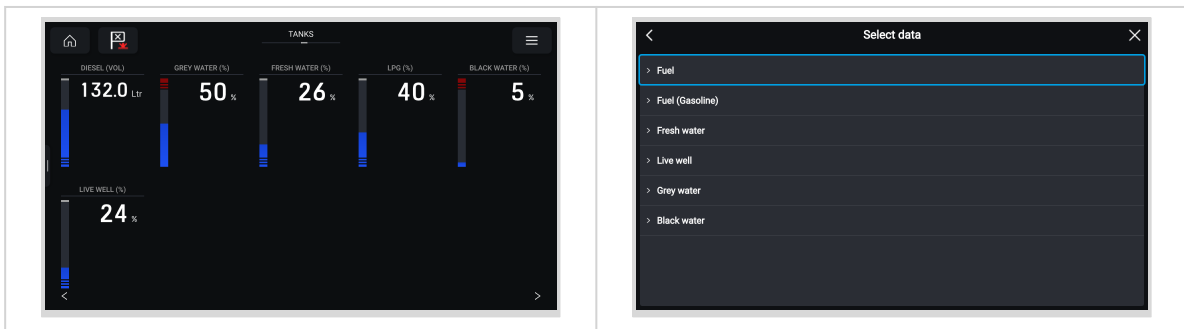 TANKS
DIESEL (VOL)
132.0 Ltr
GREY WATER (%)
50 %
FRESH WATER (%)
26 %
LPG (%)
40 %
BLACK WATER (%)
5 %
LIVE WELL (%)
24 %
Select data
Fuel
Fuel (Gasoline)
Fresh water
Live well
Grey water
Black water